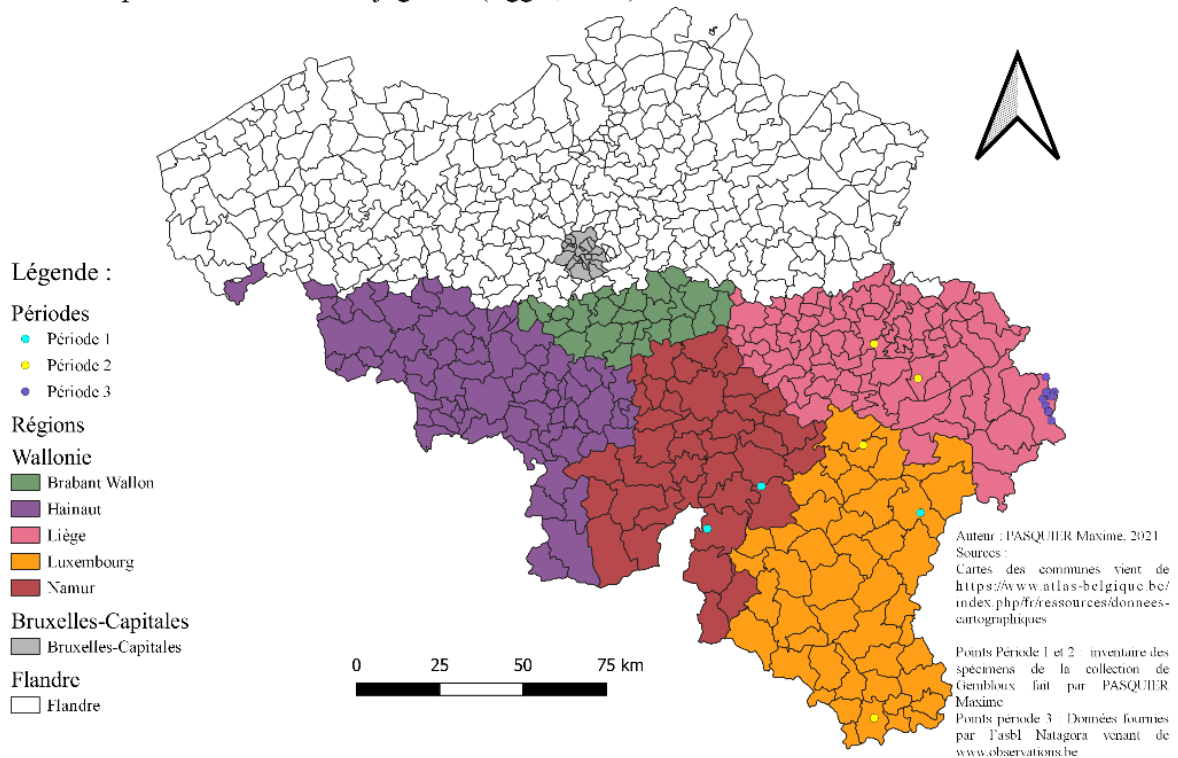 Légende :
Périodes
Période 1
Période 2
Période 3
Régions
Wallonie
Brabant Wallon
Hainaut
Liège
Luxembourg
Namur
Bruxelles-Capitales
Bruxelles-Capitales
Flandre
Flandre
0 25 50 75 km
Auteur : PASQUIER Maxime, 2021
Sources :
Cartes des communes vient de
https://www.atlas-belgique.be/
index.php/fr/ressources/donnees-
cartographiques
Points Période 1 et 2 : inventaire des
spécimens de la collection de
Gembloux fait par PASQUIER
Maxime
Points période 3 : Données fournies
par l'asbl Natagora venant de
www.observations.be